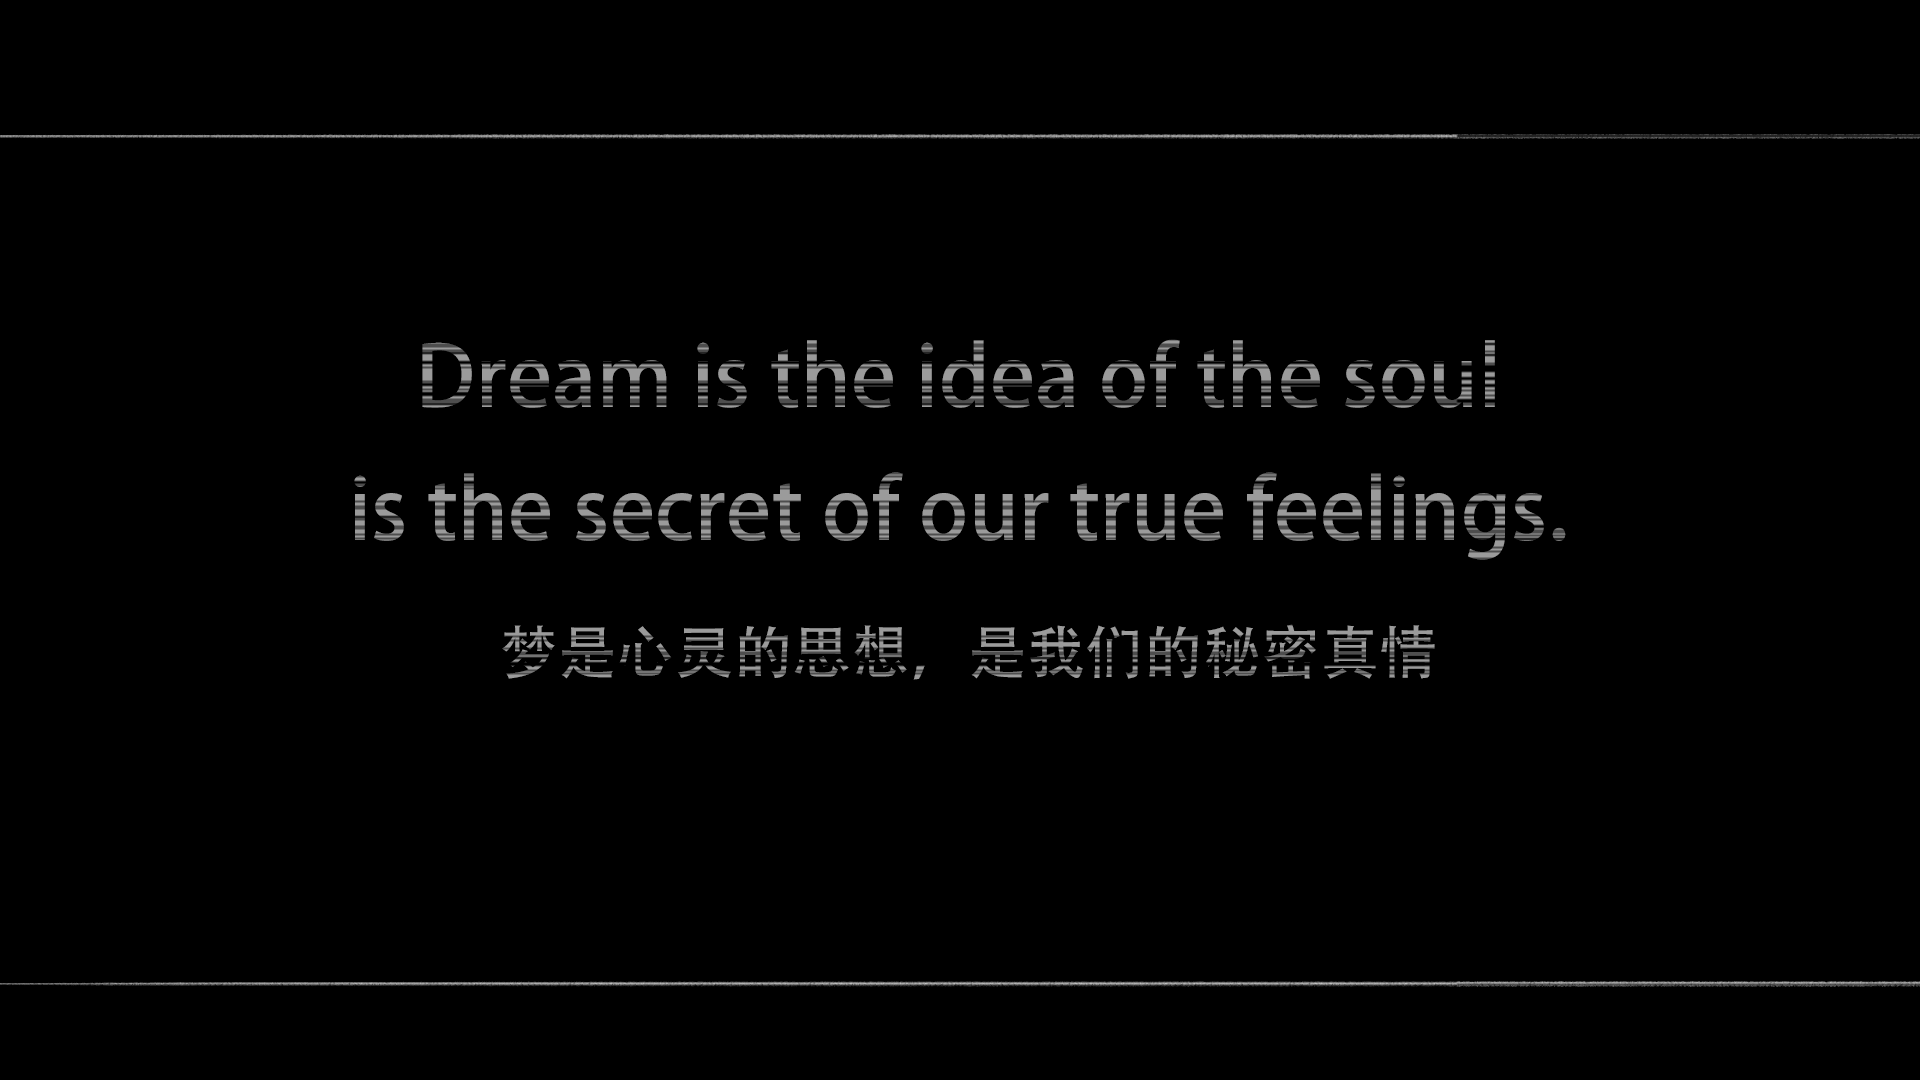 Dream is the idea of the soul
is the secret of our true feelings.
梦是心灵的思想，是我们的秘密真情